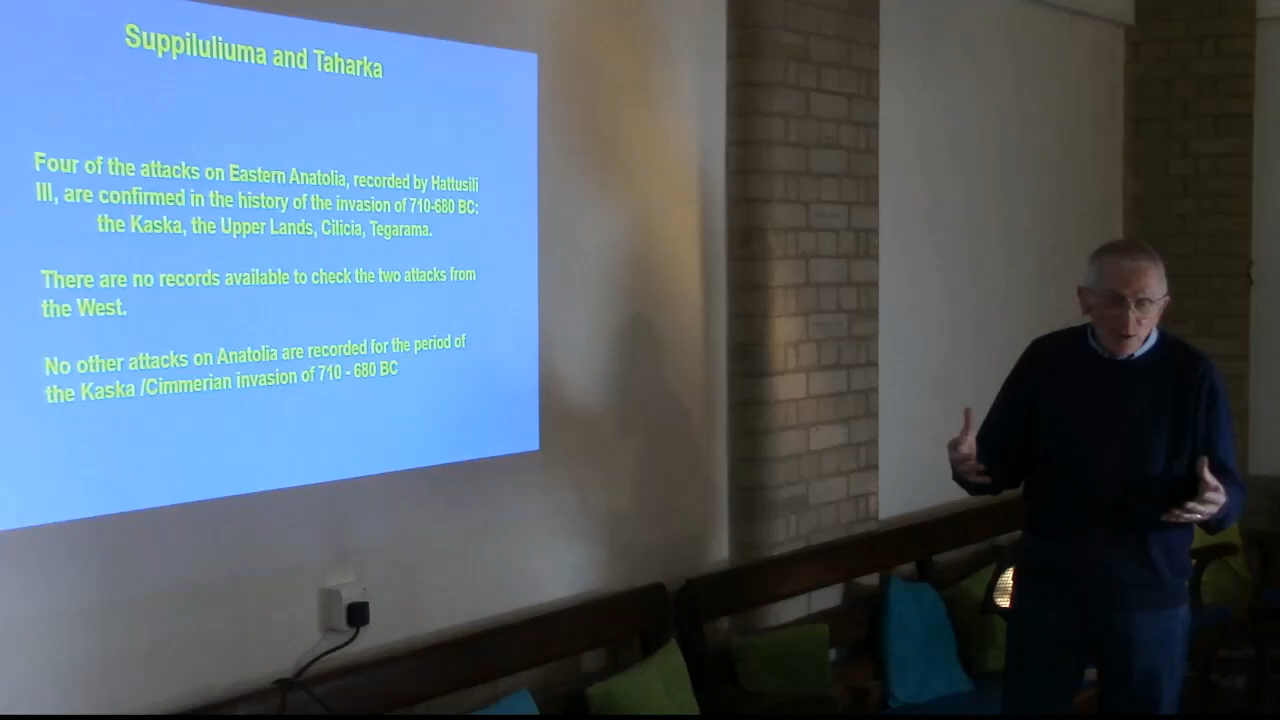 Suppiluliuma and Taharka
Four of the attacks on Eastern Anatolia, recorded by Hattusili
III, are confirmed in the history of the invasion of 710-680 BC:
the Kaska, the Upper Lands, Cilicia, Tegarama.
There are no records available to check the two attacks from
the West.
No other attacks on Anatolia are recorded for the period of
the Kaska /Cimmerian invasion of 710 - 680 BC